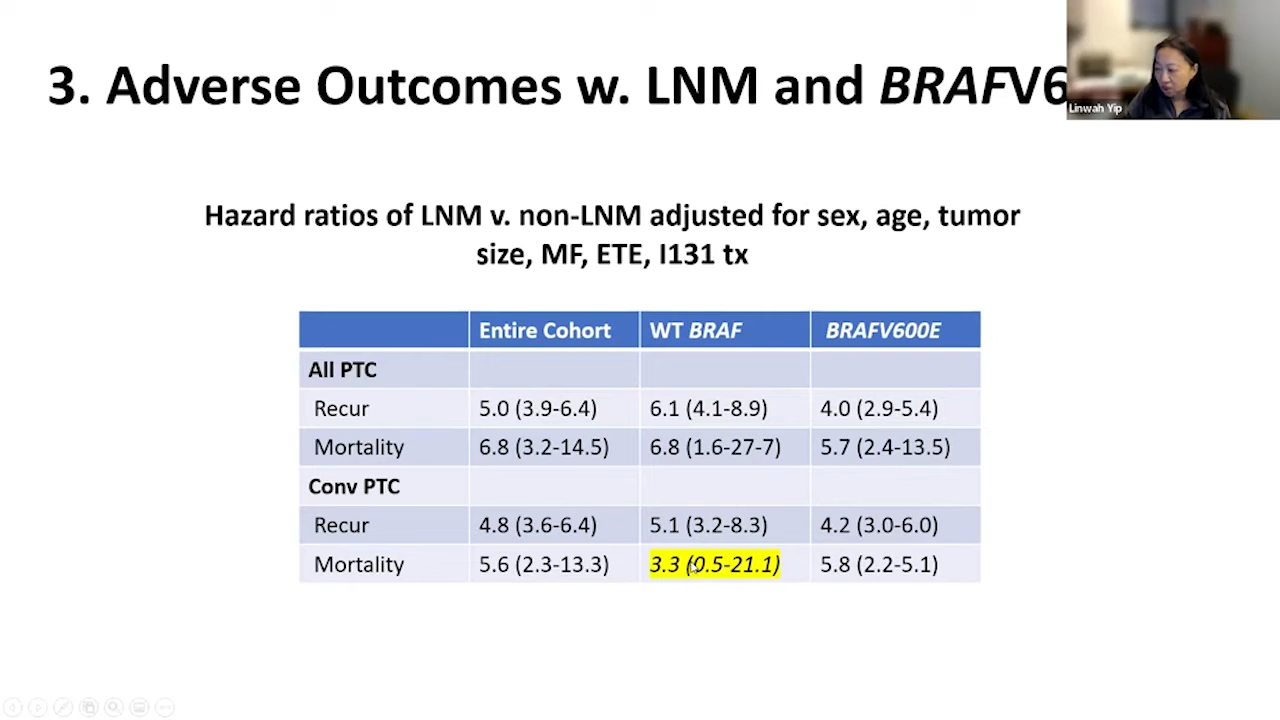 3. Adverse Outcomes w. LNM and BRAFV6
Linwah Yip
Hazard ratios of LNM v. non-LNM adjusted for sex, age, tumor
size, MF, ETE, I131 tx
Entire Cohort WT BRAF BRAFV600E
All PTC
Recur 5.0 (3.9-6.4) 6.1 (4.1-8.9) 4.0 (2.9-5.4)
Mortality 6.8 (3.2-14.5) 6.8 (1.6-27-7) 5.7 (2.4-13.5)
Conv PTC
Recur 4.8 (3.6-6.4) 5.1 (3.2-8.3) 4.2 (3.0-6.0)
Mortality 5.6 (2.3-13.3) 3.3 (0.5-21.1) 5.8 (2.2-5.1)